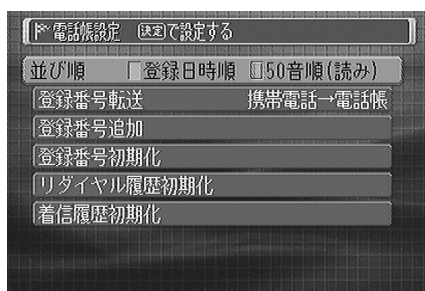 電話帳設定 決定で設定する
並び順 登録日時順 50音順(読み)
登録番号転送 携帯電話→電話帳
登録番号追加
登録番号初期化
リダイヤル履歴初期化
着信履歴初期化